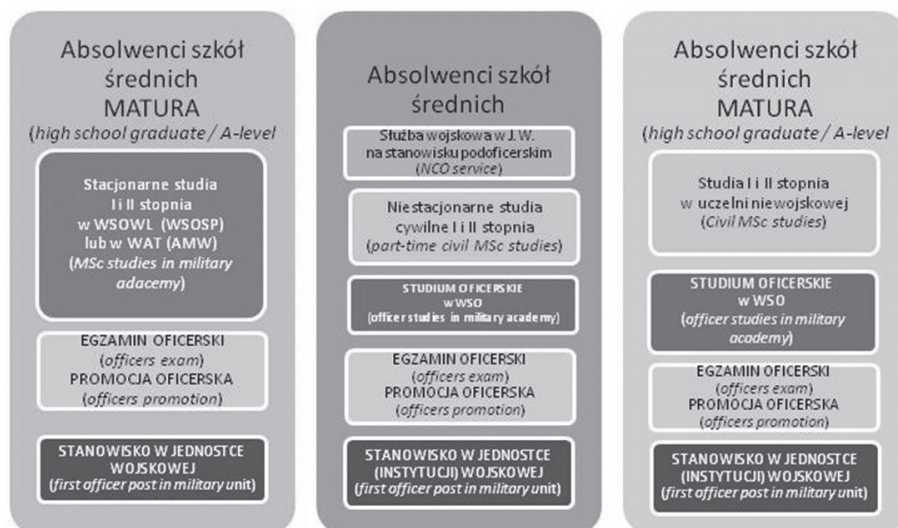 Absolwenci szkół
średnich
MATURA
(high school graduate / A-level
Stacjonarne studia
I i II stopnia
w WSOWL (WSOSP)
lub w WAT (AMW)
(MSc studies in military
adacemy)
EGZAMIN OFICERSKI
(officers exam)
PROMOCJA OFICERSKA
(officers promotion)
STANOWISKO W JEDNOSTCE
WOJSKOWEJ
(first officer post in military unit)
Absolwenci szkół
średnich
Służba wojskowa w J. W.
na stanowisku podoficerskim
(NCO service)
Niestacjonarne studia
cywilne I i II stopnia
(part-time civil MSc studies)
STUDIUM OFICERSKIE
w WSO
(officer studies in military academy)
EGZAMIN OFICERSKI
(officers exam)
PROMOCJA OFICERSKA
(officers promotion)
STANOWISKO W JEDNOSTCE
(INSTYTUCJI) WOJSKOWEJ
(first officer post in military unit)
Absolwenci szkół
średnich
MATURA
(high school graduate / A-level
Studia I i II stopnia
w uczelni niewojskowej
(Civil MSc studies)
STUDIUM OFICERSKIE
w WSO
(officer studies in military
academy)
EGZAMIN OFICERSKI
(officers exam)
PROMOCJA OFICERSKA
(officers promotion)
STANOWISKO W JEDNOSTCE
(INSTYTUCJI) WOJSKOWEJ
(first officer post in military unit)